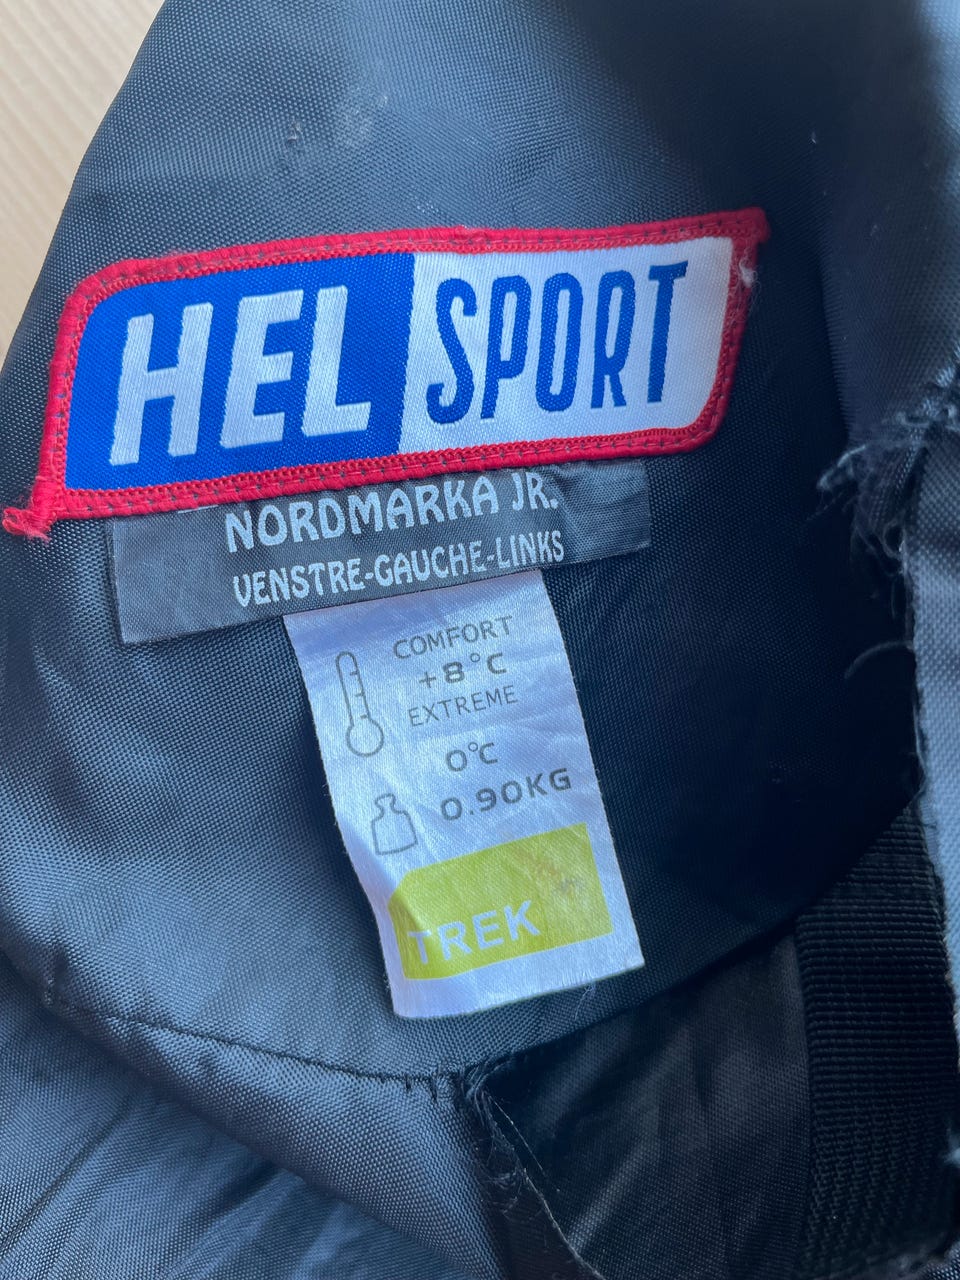 HEL SPORT
NORDMARKA JR.
VENSTRE-GAUCHE-LINKS
COMFORT
+8°C
EXTREME
0°C
0.90KG
TREK